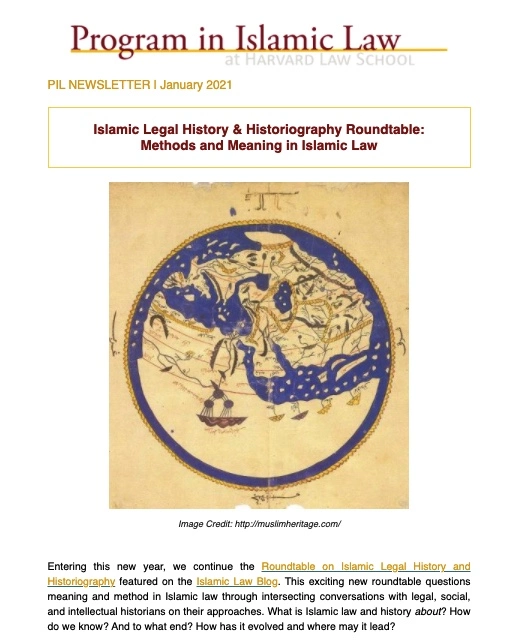 Program in Islamic Law
at HARVARD LAW SCHOOL
PIL NEWSLETTER I January 2021
Islamic Legal History & Historiography Roundtable:
Methods and Meaning in Islamic Law
Image Credit: http://muslimheritage.com/
Entering this new year, we continue the Roundtable on Islamic Legal History and
Historiography featured on the Islamic Law Blog. This exciting new roundtable questions
meaning and method in Islamic law through intersecting conversations with legal, social,
and intellectual historians on their approaches. What is Islamic law and history about? How
do we know? And to what end? How has it evolved and where may it lead?